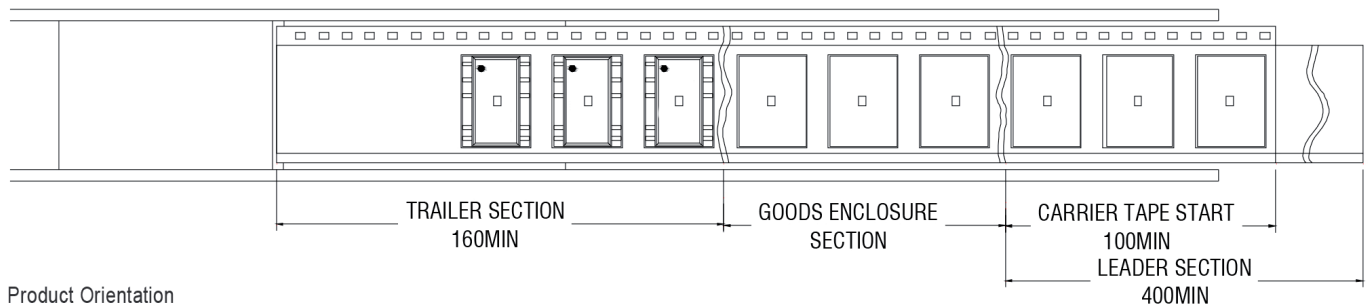 TRAILER SECTION
160MIN
GOODS ENCLOSURE
SECTION
CARRIER TAPE START
100MIN
LEADER SECTION
400MIN
Product Orientation